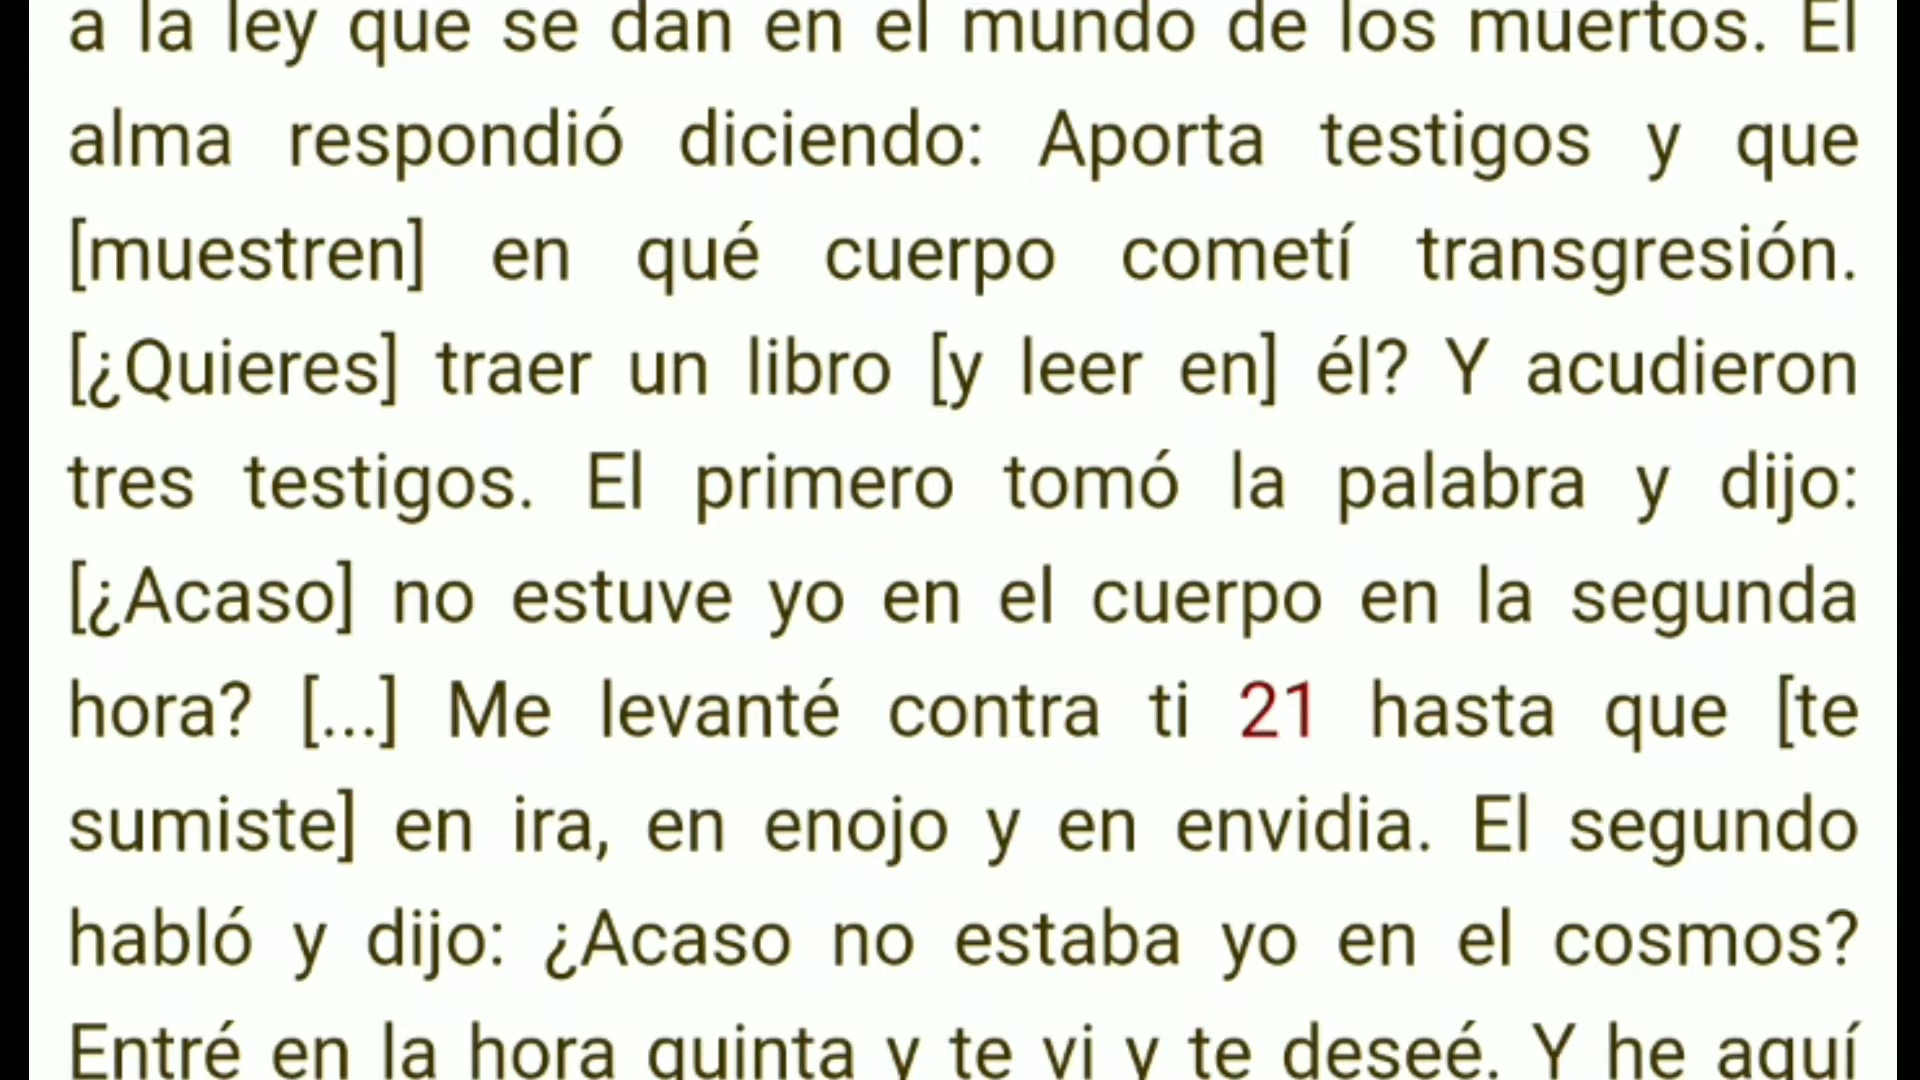 a la ley que se dan en el mundo de los muertos. El
alma respondió diciendo: Aporta testigos y que
[muestren] en qué cuerpo cometí transgresión.
[¿Quieres] traer un libro [y leer en] él? Y acudieron
tres testigos. El primero tomó la palabra y dijo:
[¿Acaso] no estuve yo en el cuerpo en la segunda
hora? [...] Me levanté contra ti 21 hasta que [te
sumiste] en ira, en enojo y en envidia. El segundo
habló y dijo: ¿Acaso no estaba yo en el cosmos?
Entré en la hora quinta y te vi y te deseé. Y he aquí